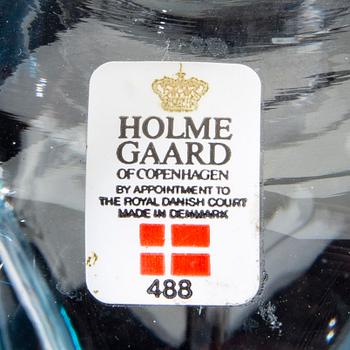 HOLME
GAARD
OF COPENHAGEN
BY APPOINTMENT TO
THE ROYAL DANISH COURT
MADE IN DENMARK
488